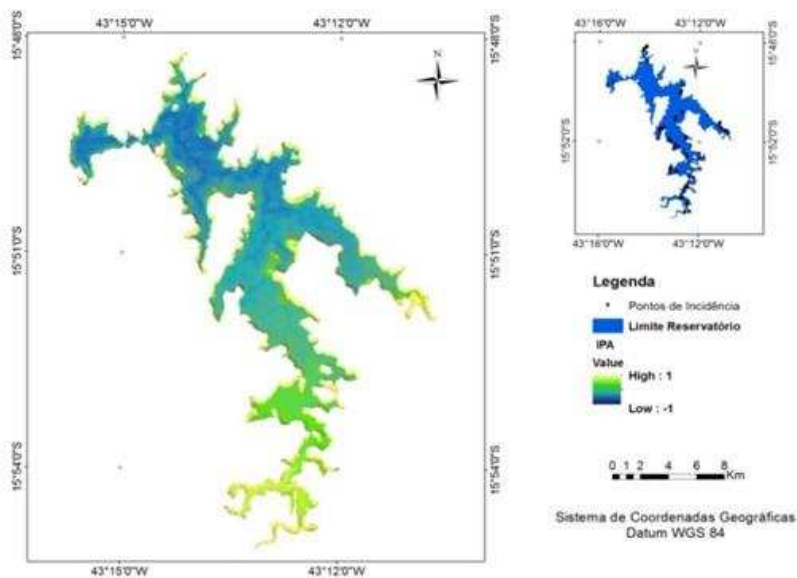 43°15'0"W 43°12'0"W
15°48'0"S
15°48'0"S
N
15°51'0"S
15°51'0"S
15°54'0"S
15°54'0"S
43°15'0"W 43°12'0"W
43°16'0"W 43°12'0"W
15°48'0"S
15°52'0"S
15°52'0"S
43°16'0"W 43°12'0"W
Legenda
Pontos de Incidência
Limite Reservatório
IPA
Value
High : 1
Low : -1
0 1 2 4 6 8
Km
Sistema de Coordenadas Geográficas
Datum WGS 84